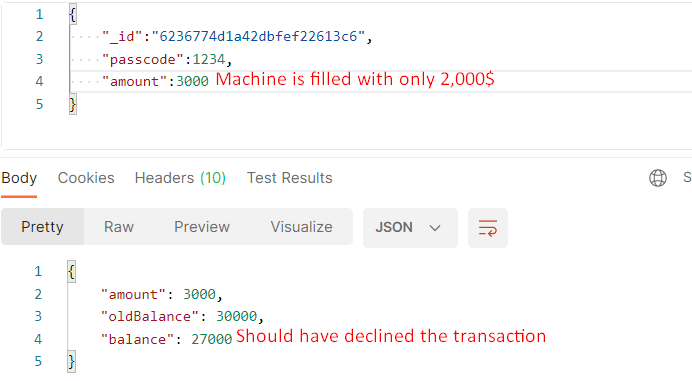 1 {
2 "_id":"6236774d1a42dbfef22613c6",
3 "passcode":1234,
4 "amount":3000 Machine is filled with only 2,000$
5 }
Body Cookies Headers (10) Test Results S
Pretty Raw Preview Visualize JSON
1 {
2 "amount": 3000,
3 "oldBalance": 30000,
4 "balance": 27000 Should have declined the transaction
5 }